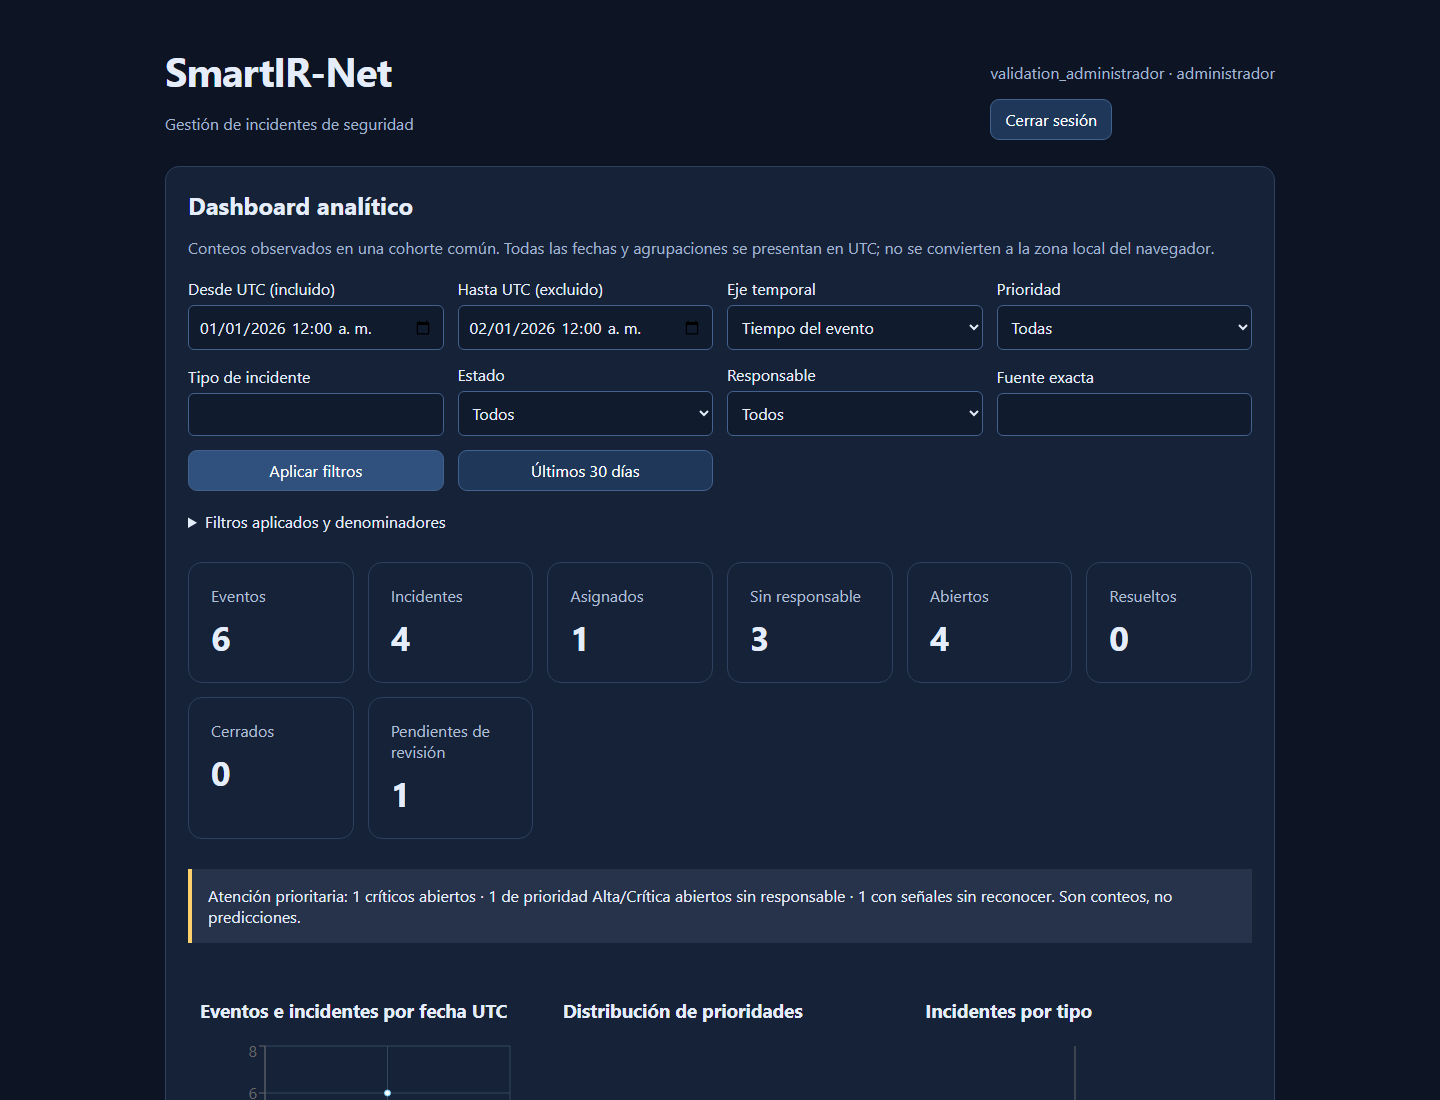 SmartIR-Net
validation_administrador · administrador
Gestión de incidentes de seguridad
Cerrar sesión
Dashboard analítico
Conteos observados en una cohorte común. Todas las fechas y agrupaciones se presentan en UTC; no se convierten a la zona local del navegador.
Desde UTC (incluido)
Hasta UTC (excluido)
Eje temporal
Prioridad
01/01/2026 12:00 a. m.
02/01/2026 12:00 a. m.
Tiempo del evento
Todas
Tipo de incidente
Estado
Responsable
Fuente exacta
Todos
Todos
Aplicar filtros
Últimos 30 días
Filtros aplicados y denominadores
Eventos
Incidentes
Asignados
Sin responsable
Abiertos
Resueltos
6
4
1
3
4
0
Cerrados
Pendientes de
revisión
0
1
Atención prioritaria: 1 críticos abiertos · 1 de prioridad Alta/Crítica abiertos sin responsable · 1 con señales sin reconocer. Son conteos, no
predicciones.
Eventos e incidentes por fecha UTC
Distribución de prioridades
Incidentes por tipo
8
6